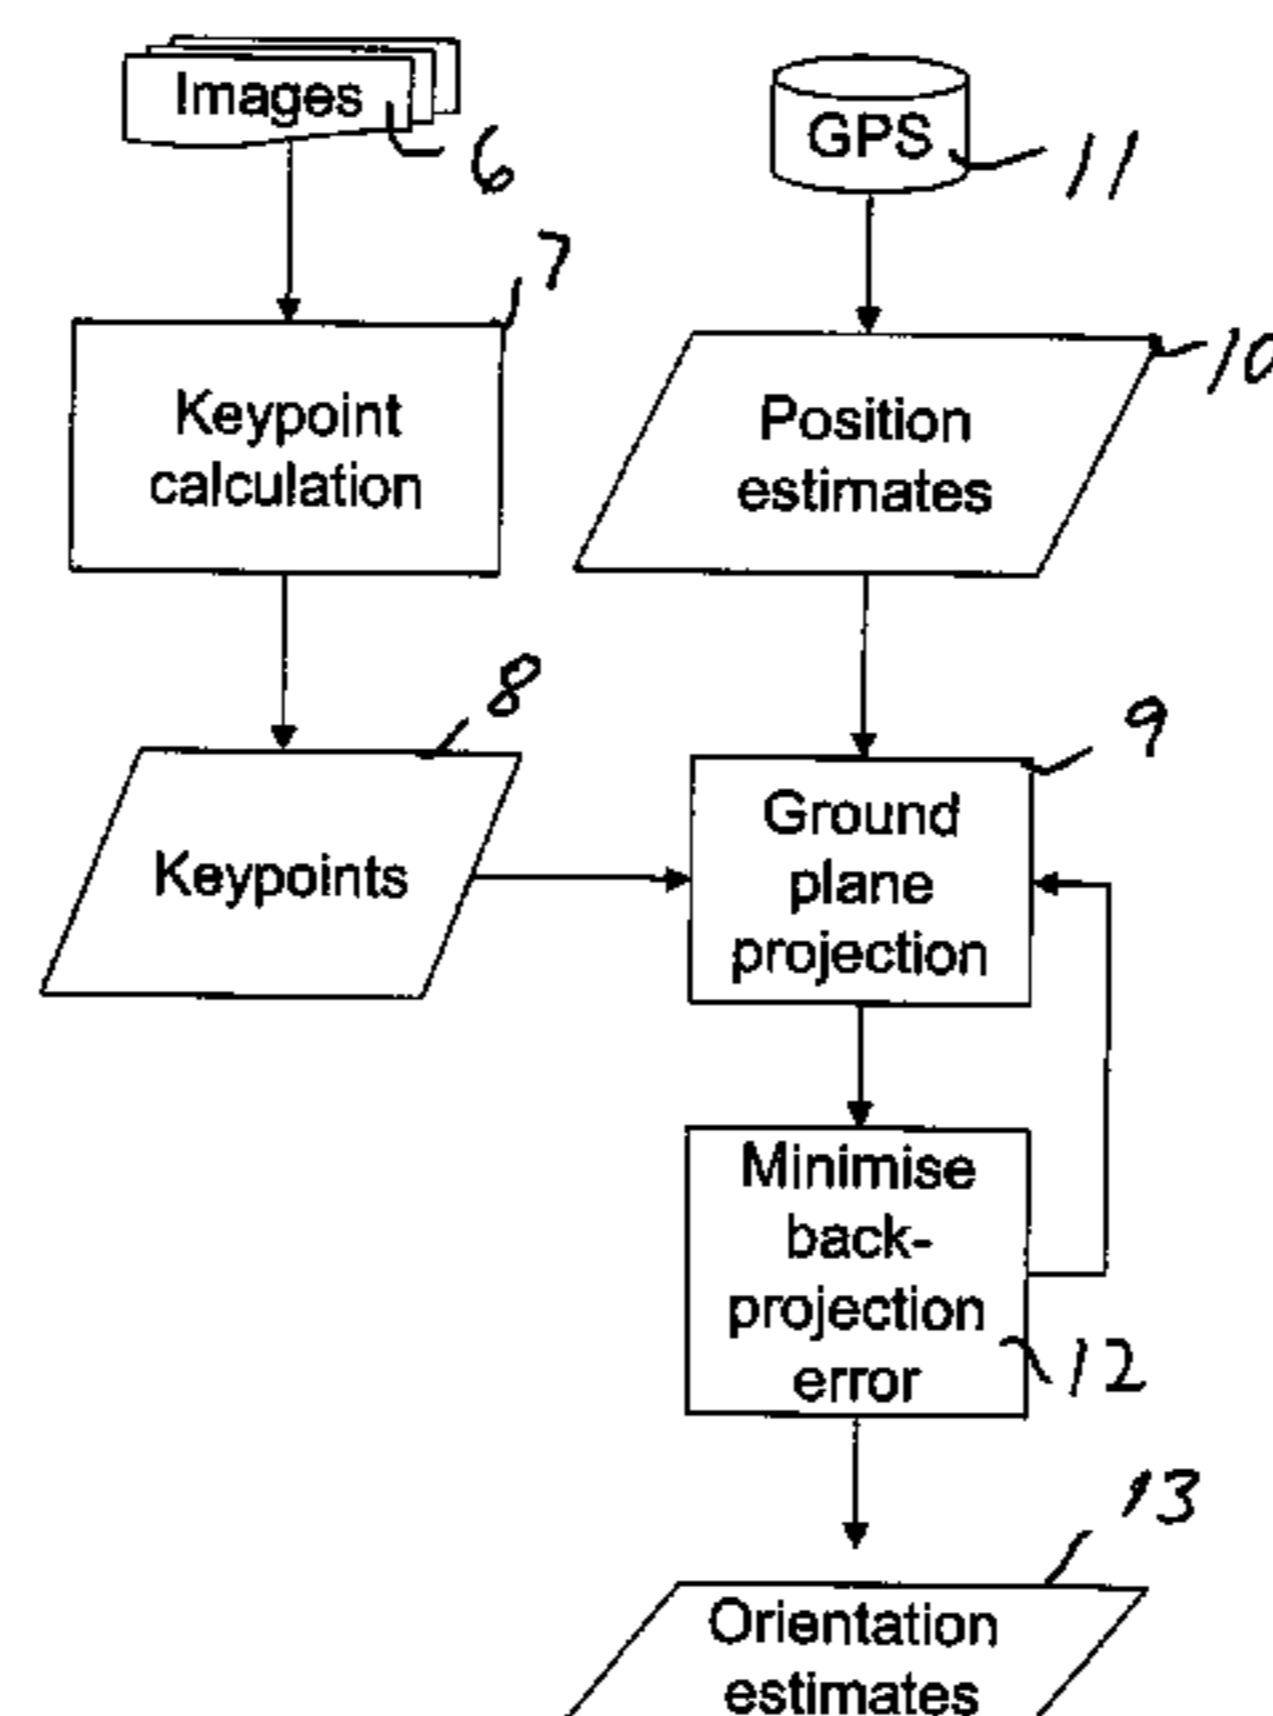 Images
6
GPS
11
7
Keypoint
calculation
10
Position
estimates
8
Keypoints
9
Ground
plane
projection
Minimise
back-
projection
error
12
13
Orientation
estimates